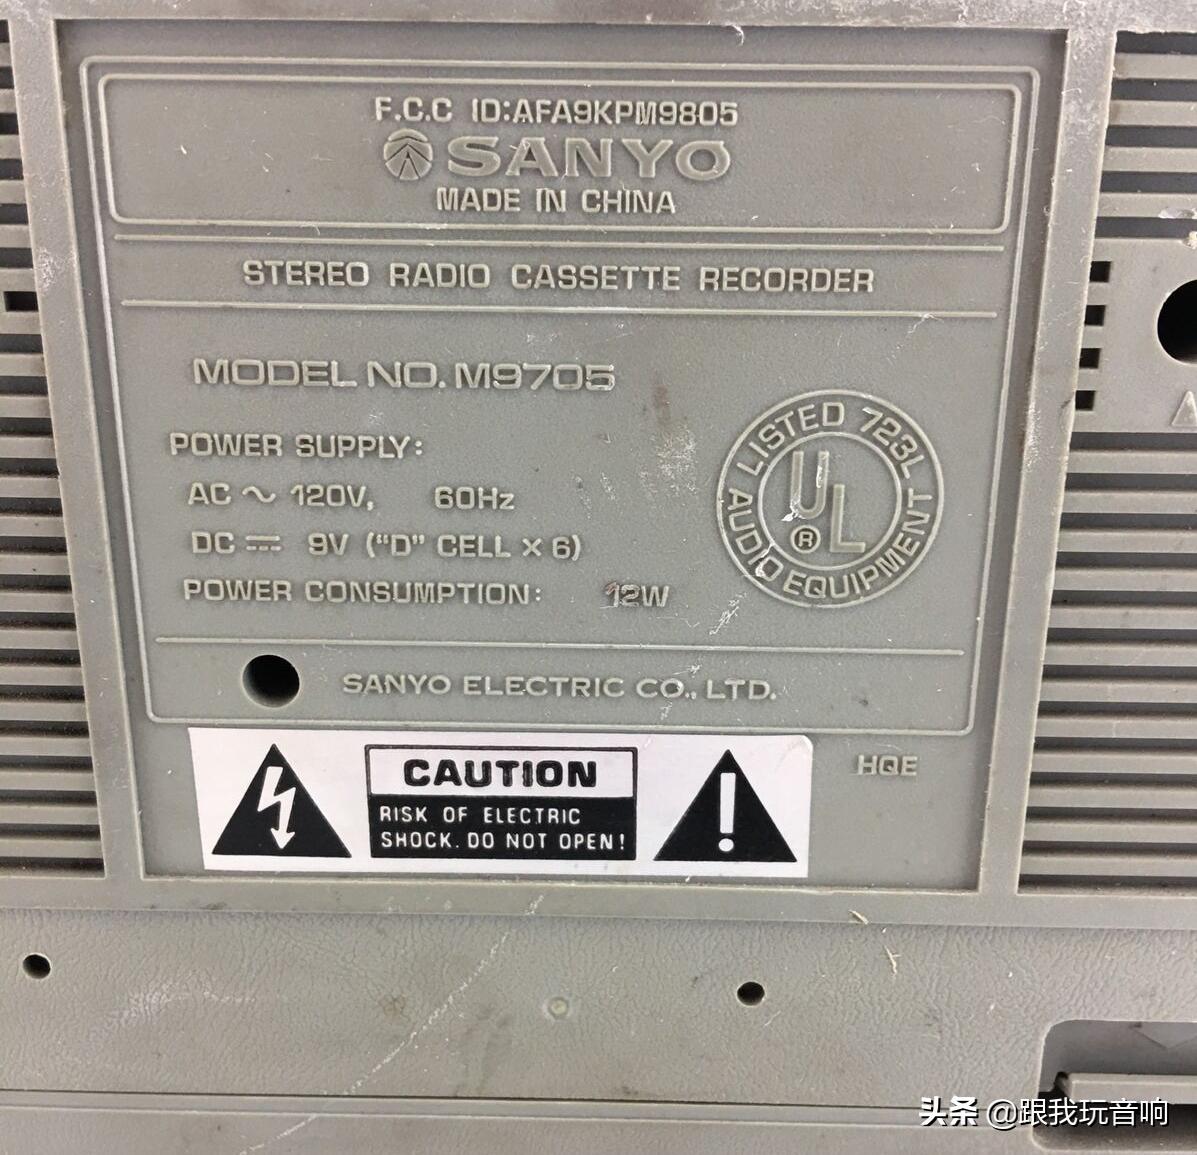 F.C.C ID:AFA9KPM9805
SANYO
MADE IN CHINA
STEREO RADIO CASSETTE RECORDER
MODEL NO. M9705
POWER SUPPLY:
AC ~ 120V, 60Hz
DC ⎓ 9V ("D" CELL × 6)
POWER CONSUMPTION: 12W
LISTED 723L
UL
®
AUDIO EQUIPMENT
SANYO ELECTRIC CO., LTD.
HQE
CAUTION
RISK OF ELECTRIC
SHOCK. DO NOT OPEN!
头条 @跟我玩音响